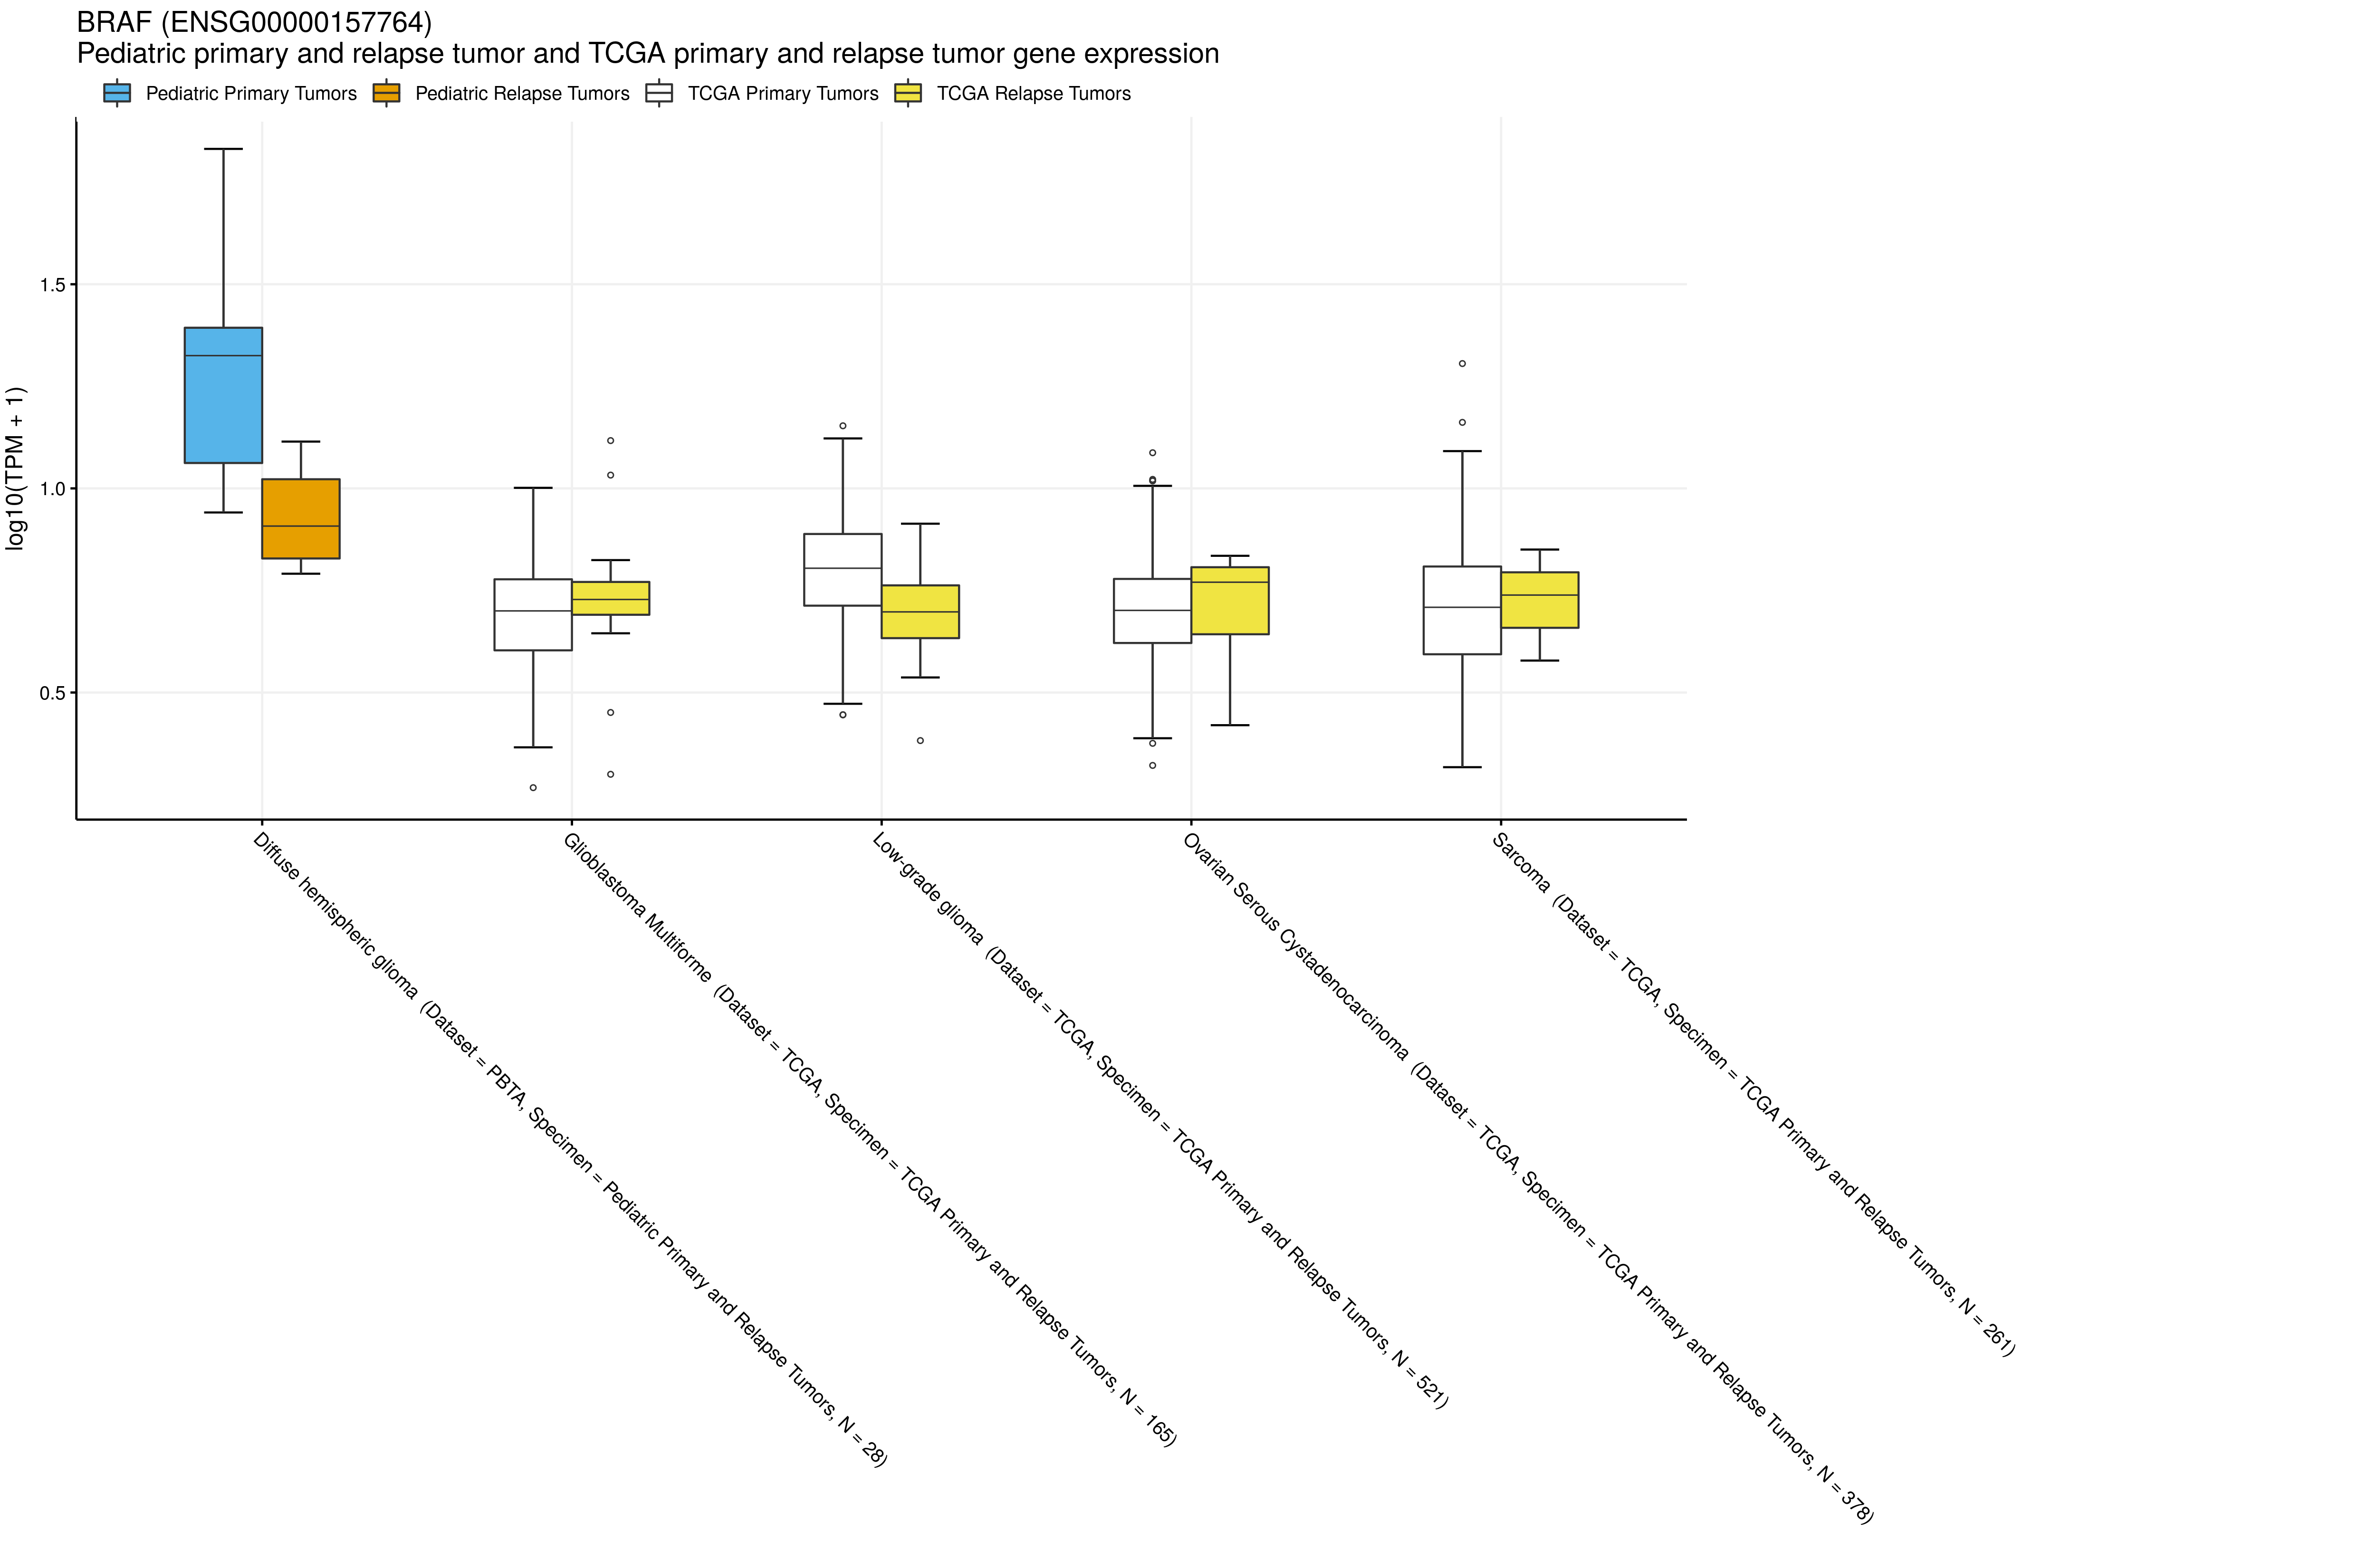 BRAF (ENSG00000157764)
Pediatric primary and relapse tumor and TCGA primary and relapse tumor gene expression
Pediatric Primary Tumors
Pediatric Relapse Tumors
TCGA Primary Tumors
TCGA Relapse Tumors
log10(TPM + 1)
1.5
1.0
0.5
Diffuse hemispheric glioma (Dataset = PBTA, Specimen = Pediatric Primary and Relapse Tumors, N = 28)
Glioblastoma Multiforme (Dataset = TCGA, Specimen = TCGA Primary and Relapse Tumors, N = 165)
Low-grade glioma (Dataset = TCGA, Specimen = TCGA Primary and Relapse Tumors, N = 521)
Ovarian Serous Cystadenocarcinoma (Dataset = TCGA, Specimen = TCGA Primary and Relapse Tumors, N = 378)
Sarcoma (Dataset = TCGA, Specimen = TCGA Primary and Relapse Tumors, N = 261)